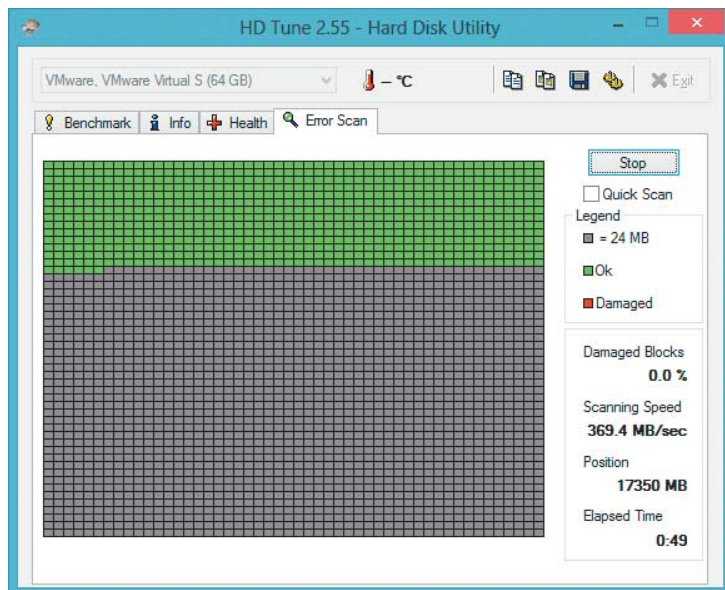 HD Tune 2.55 - Hard Disk Utility
VMware, VMware Virtual S (64 GB)
– °C
Exit
Benchmark
Info
Health
Error Scan
Stop
Quick Scan
Legend
= 24 MB
Ok
Damaged
Damaged Blocks
0.0 %
Scanning Speed
369.4 MB/sec
Position
17350 MB
Elapsed Time
0:49